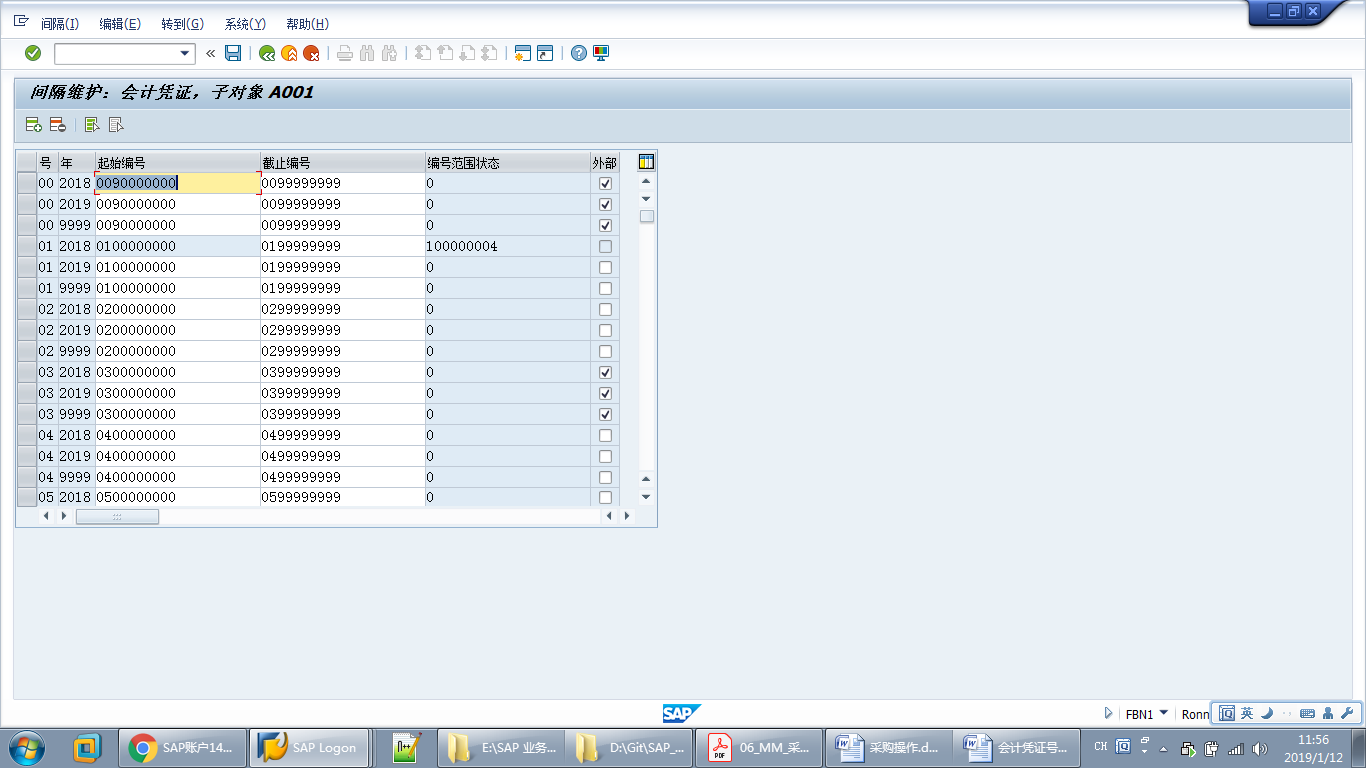 间隔(I) 编辑(E) 转到(G) 系统(Y) 帮助(H)
间隔维护：会计凭证，子对象 A001
号 年 起始编号 截止编号 编号范围状态 外部
00 2018 0090000000 0099999999 0
00 2019 0090000000 0099999999 0
00 9999 0090000000 0099999999 0
01 2018 0100000000 0199999999 100000004
01 2019 0100000000 0199999999 0
01 9999 0100000000 0199999999 0
02 2018 0200000000 0299999999 0
02 2019 0200000000 0299999999 0
02 9999 0200000000 0299999999 0
03 2018 0300000000 0399999999 0
03 2019 0300000000 0399999999 0
03 9999 0300000000 0399999999 0
04 2018 0400000000 0499999999 0
04 2019 0400000000 0499999999 0
04 9999 0400000000 0499999999 0
05 2018 0500000000 0599999999 0
SAP FBN1 Ronn 英
SAP账户14... SAP Logon E:\SAP 业务... D:\Git\SAP_... PDF 06_MM_采... 采购操作.d... 会计凭证号... CH 11:56
2019/1/12